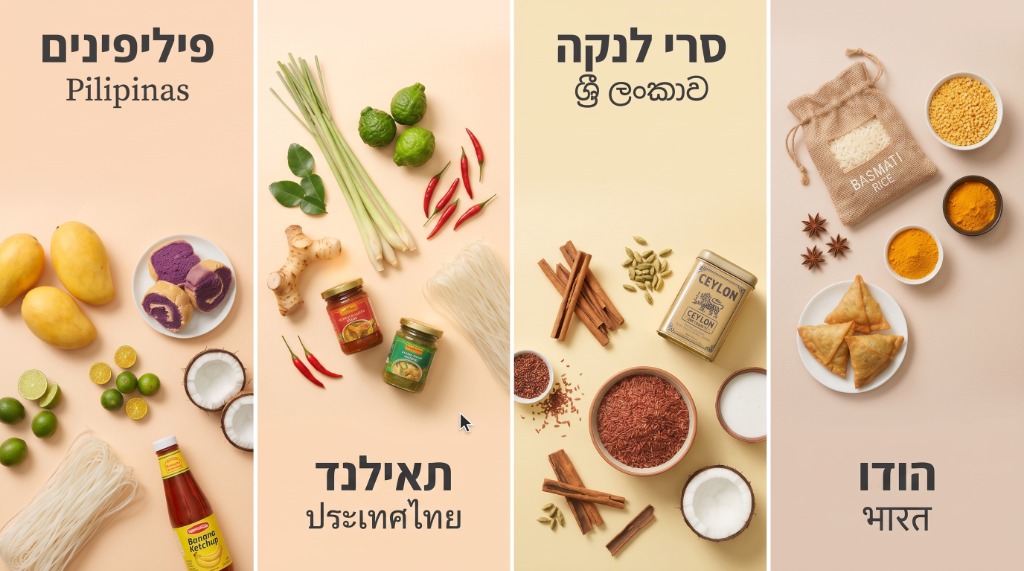 פיליפינים
Pilipinas
Banana
Ketchup
תאילנד
ประเทศไทย
סרי לנקה
ශ්‍රී ලංකාව
CEYLON
CEYLON
BASMATI
RICE
הודו
भारत